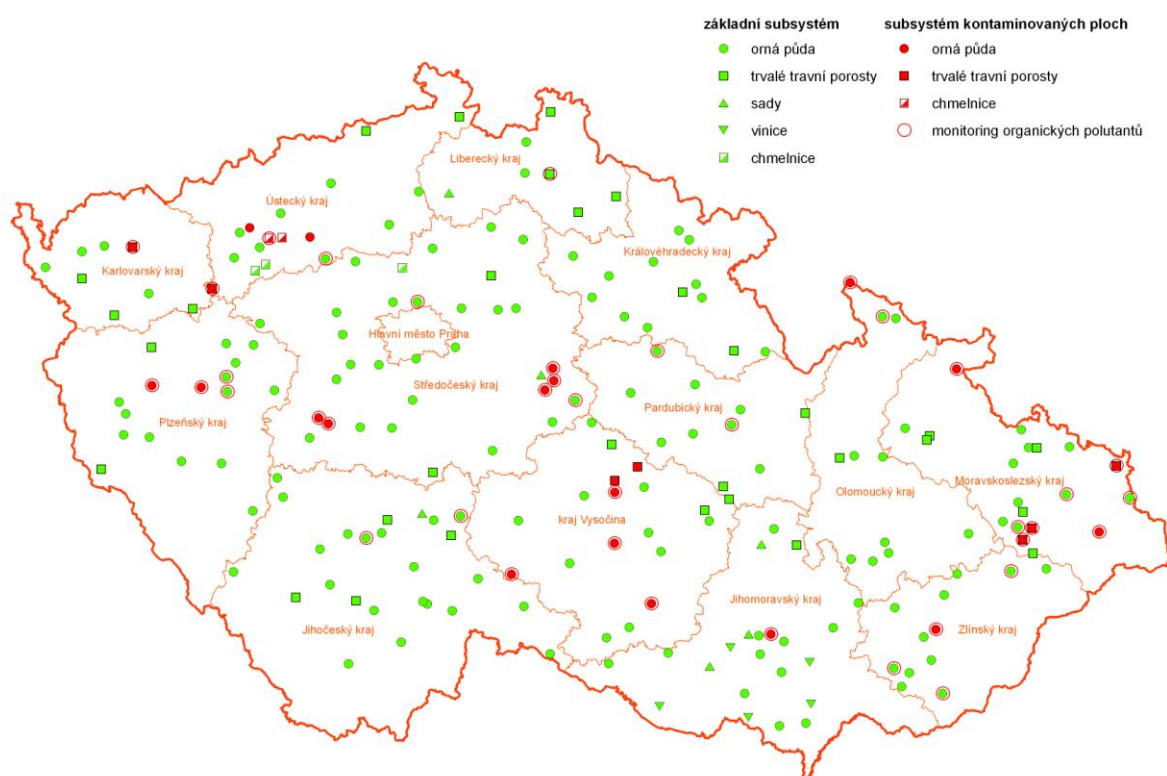 základní subsystém
orná půda
trvalé travní porosty
sady
vinice
chmelnice
subsystém kontaminovaných ploch
orná půda
trvalé travní porosty
chmelnice
monitoring organických polutantů
Liberecký kraj
Ústecký kraj
Královéhradecký kraj
Karlovarský kraj
Hlavní město Praha
Středočeský kraj
Pardubický kraj
Plzeňský kraj
Moravskoslezský kraj
Olomoucký kraj
kraj Vysočina
Jihomoravský kraj
Jihočeský kraj
Zlínský kraj